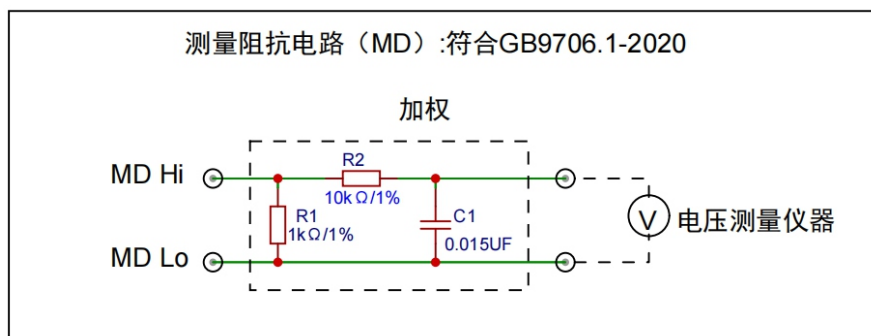 测量阻抗电路（MD）:符合GB9706.1-2020
加权
MD Hi
R2
10kΩ/1%
R1
1kΩ/1%
C1
0.015UF
V
电压测量仪器
MD Lo